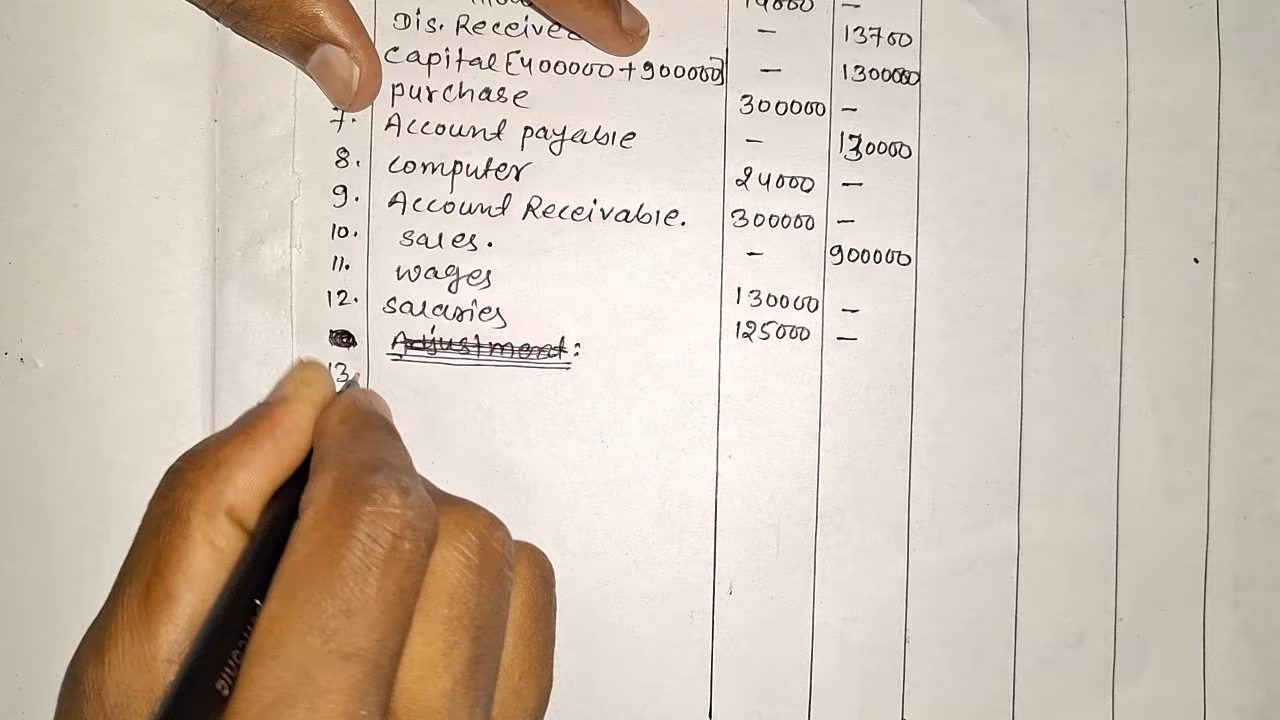 14000 -
Dis. Received - 13700
Capital [400000+900000] - 1300000
purchase 300000 -
7. Account payable - 130000
8. computer 24000 -
9. Account Receivable. 300000 -
10. sales. - 900000
11. wages 130000 -
12. salaries 125000 -
Adjustment:
13.